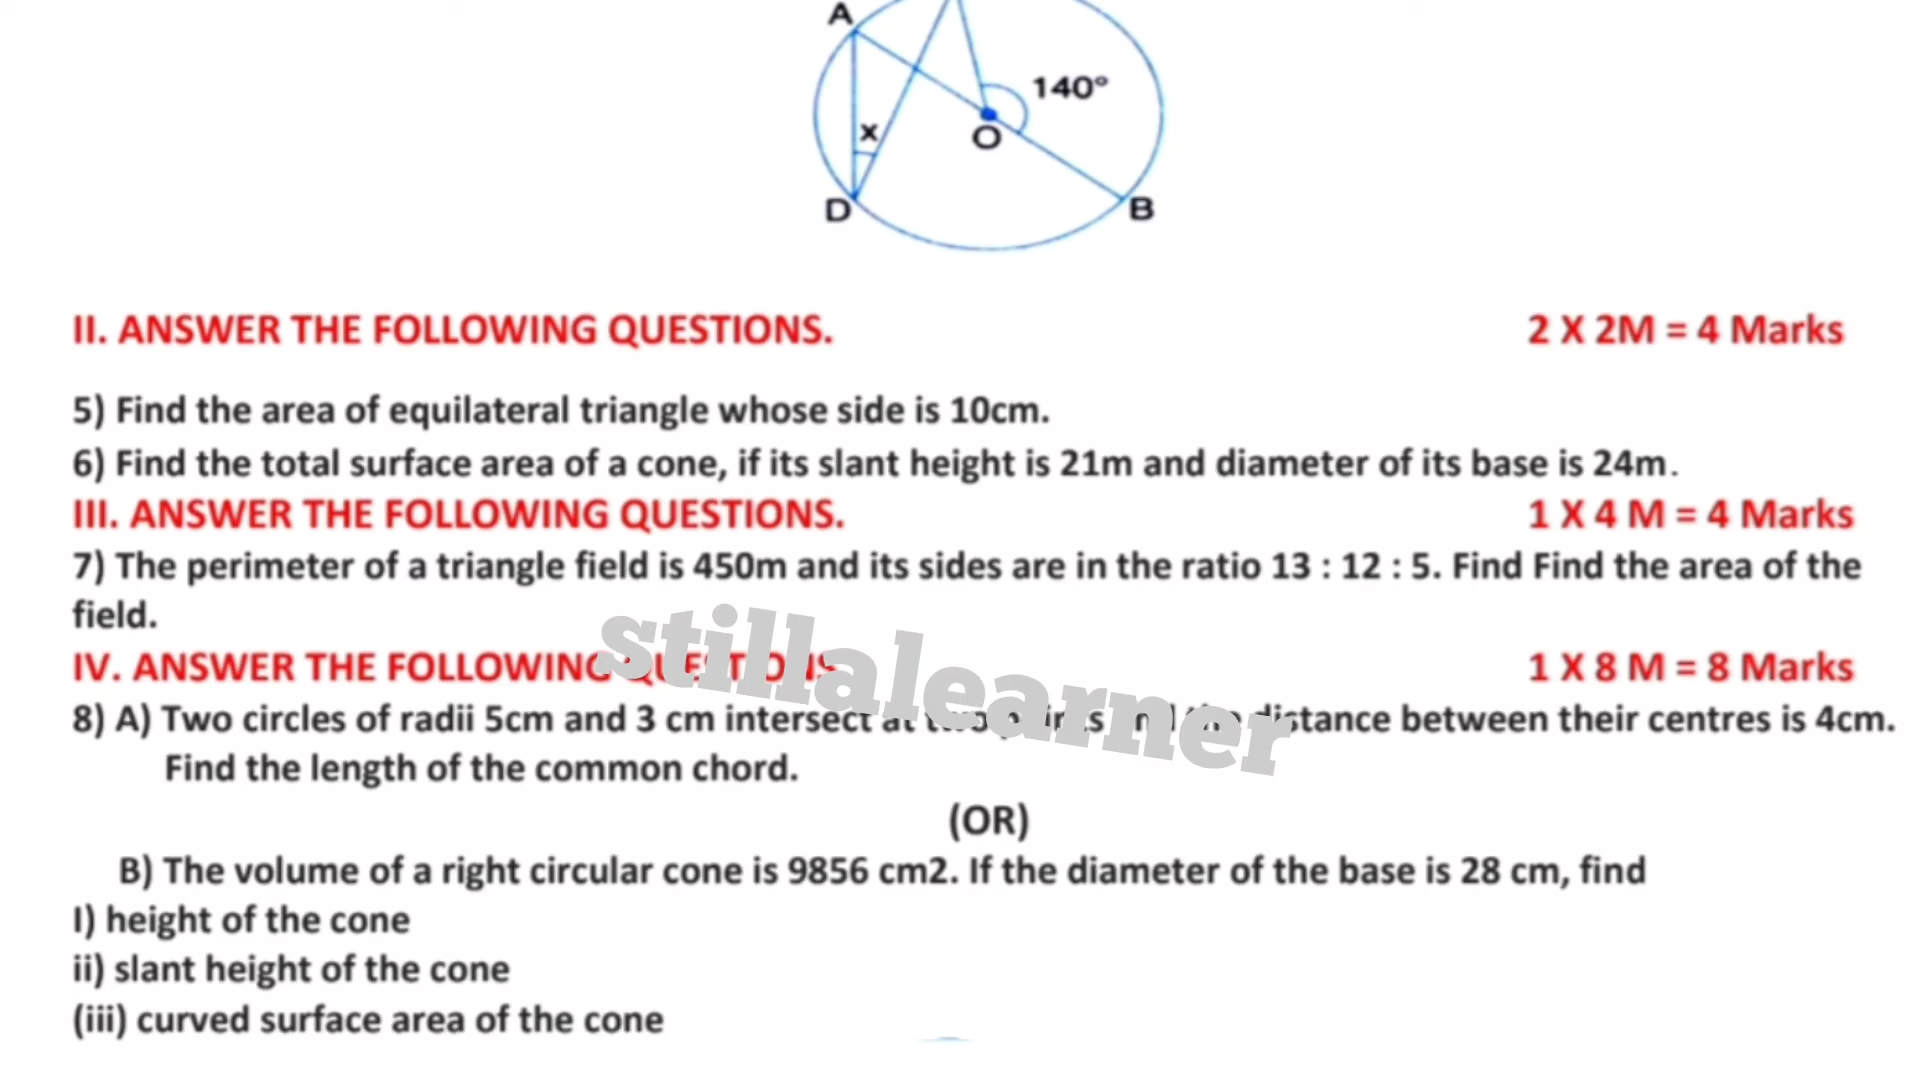 A
140°
x
O
D
B
II. ANSWER THE FOLLOWING QUESTIONS. 2 X 2M = 4 Marks
5) Find the area of equilateral triangle whose side is 10cm.
6) Find the total surface area of a cone, if its slant height is 21m and diameter of its base is 24m.
III. ANSWER THE FOLLOWING QUESTIONS. 1 X 4 M = 4 Marks
7) The perimeter of a triangle field is 450m and its sides are in the ratio 13 : 12 : 5. Find Find the area of the
field.
stillalearner
IV. ANSWER THE FOLLOWING QUESTIONS 1 X 8 M = 8 Marks
8) A) Two circles of radii 5cm and 3 cm intersect at two points and the distance between their centres is 4cm.
Find the length of the common chord.
(OR)
B) The volume of a right circular cone is 9856 cm2. If the diameter of the base is 28 cm, find
I) height of the cone
ii) slant height of the cone
(iii) curved surface area of the cone